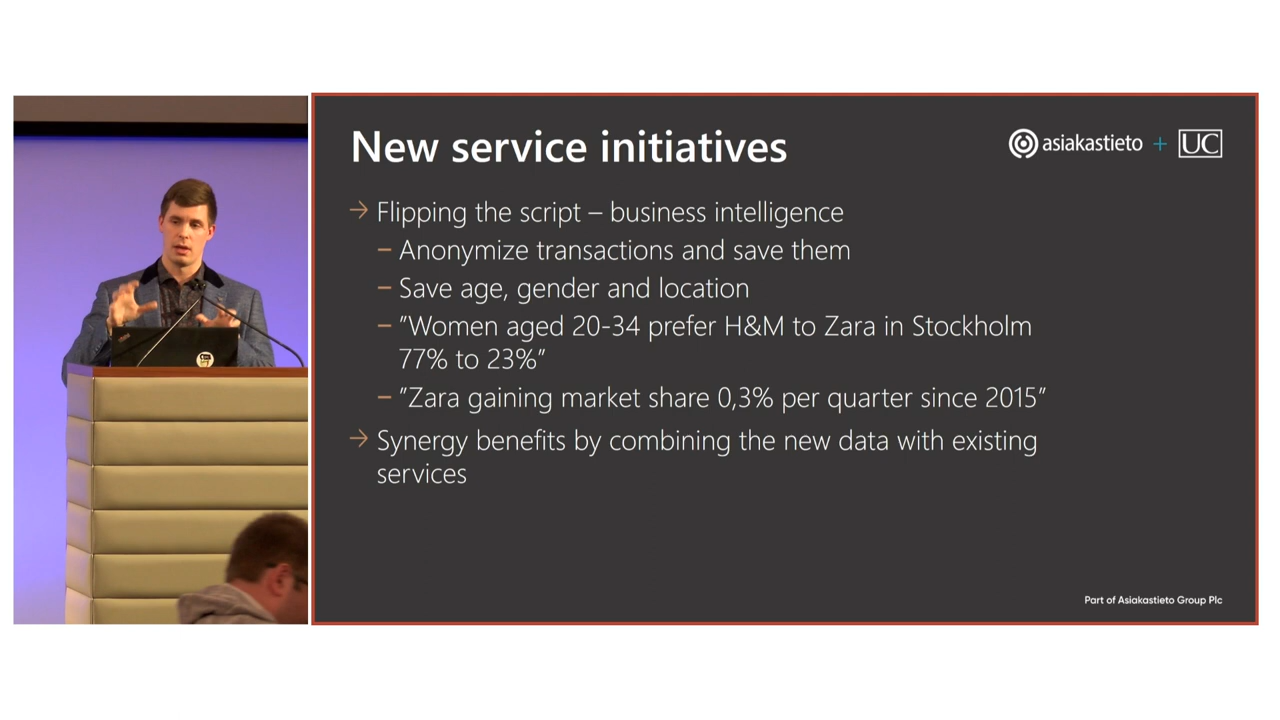 New service initiatives
asiakastieto + UC
→ Flipping the script – business intelligence
– Anonymize transactions and save them
– Save age, gender and location
– ”Women aged 20-34 prefer H&M to Zara in Stockholm
77% to 23%”
– ”Zara gaining market share 0,3% per quarter since 2015”
→ Synergy benefits by combining the new data with existing
services
Part of Asiakastieto Group Plc